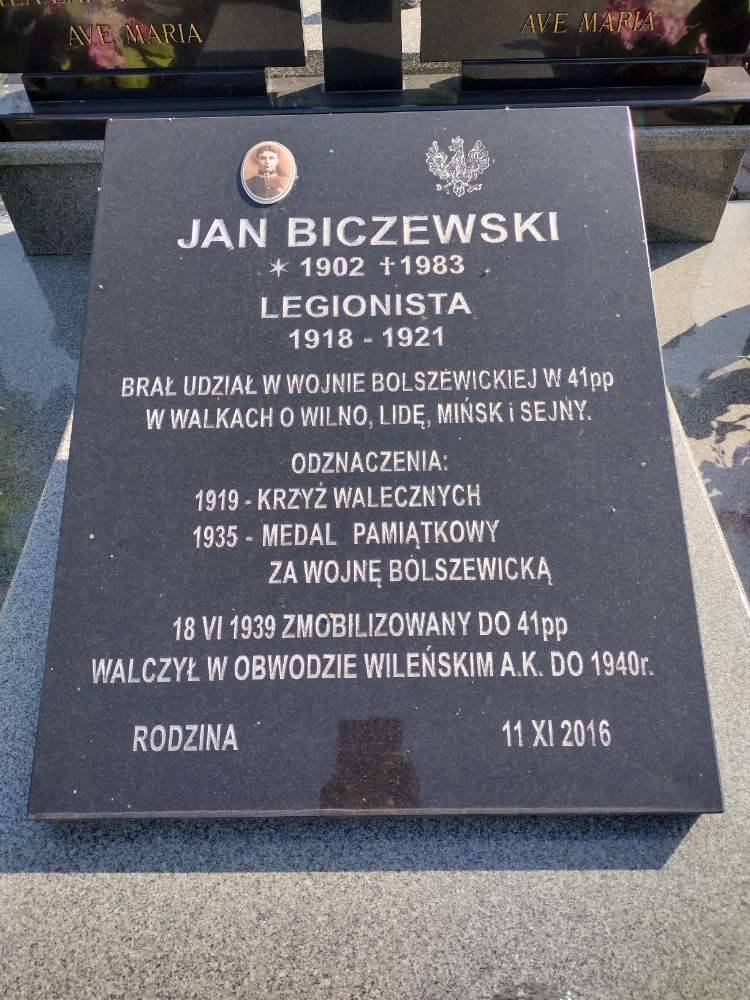 AVE MARIA
AVE MARIA
JAN BICZEWSKI
* 1902 † 1983
LEGIONISTA
1918 - 1921
BRAŁ UDZIAŁ W WOJNIE BOLSZEWICKIEJ W 41pp
W WALKACH O WILNO, LIDĘ, MIŃSK i SEJNY.
ODZNACZENIA:
1919 - KRZYŻ WALECZNYCH
1935 - MEDAL PAMIĄTKOWY
ZA WOJNĘ BOLSZEWICKĄ
18 VI 1939 ZMOBILIZOWANY DO 41pp
WALCZYŁ W OBWODZIE WILEŃSKIM A.K. DO 1940r.
RODZINA 11 XI 2016